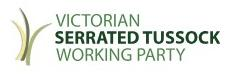 VICTORIAN
SERRATED TUSSOCK
WORKING PARTY